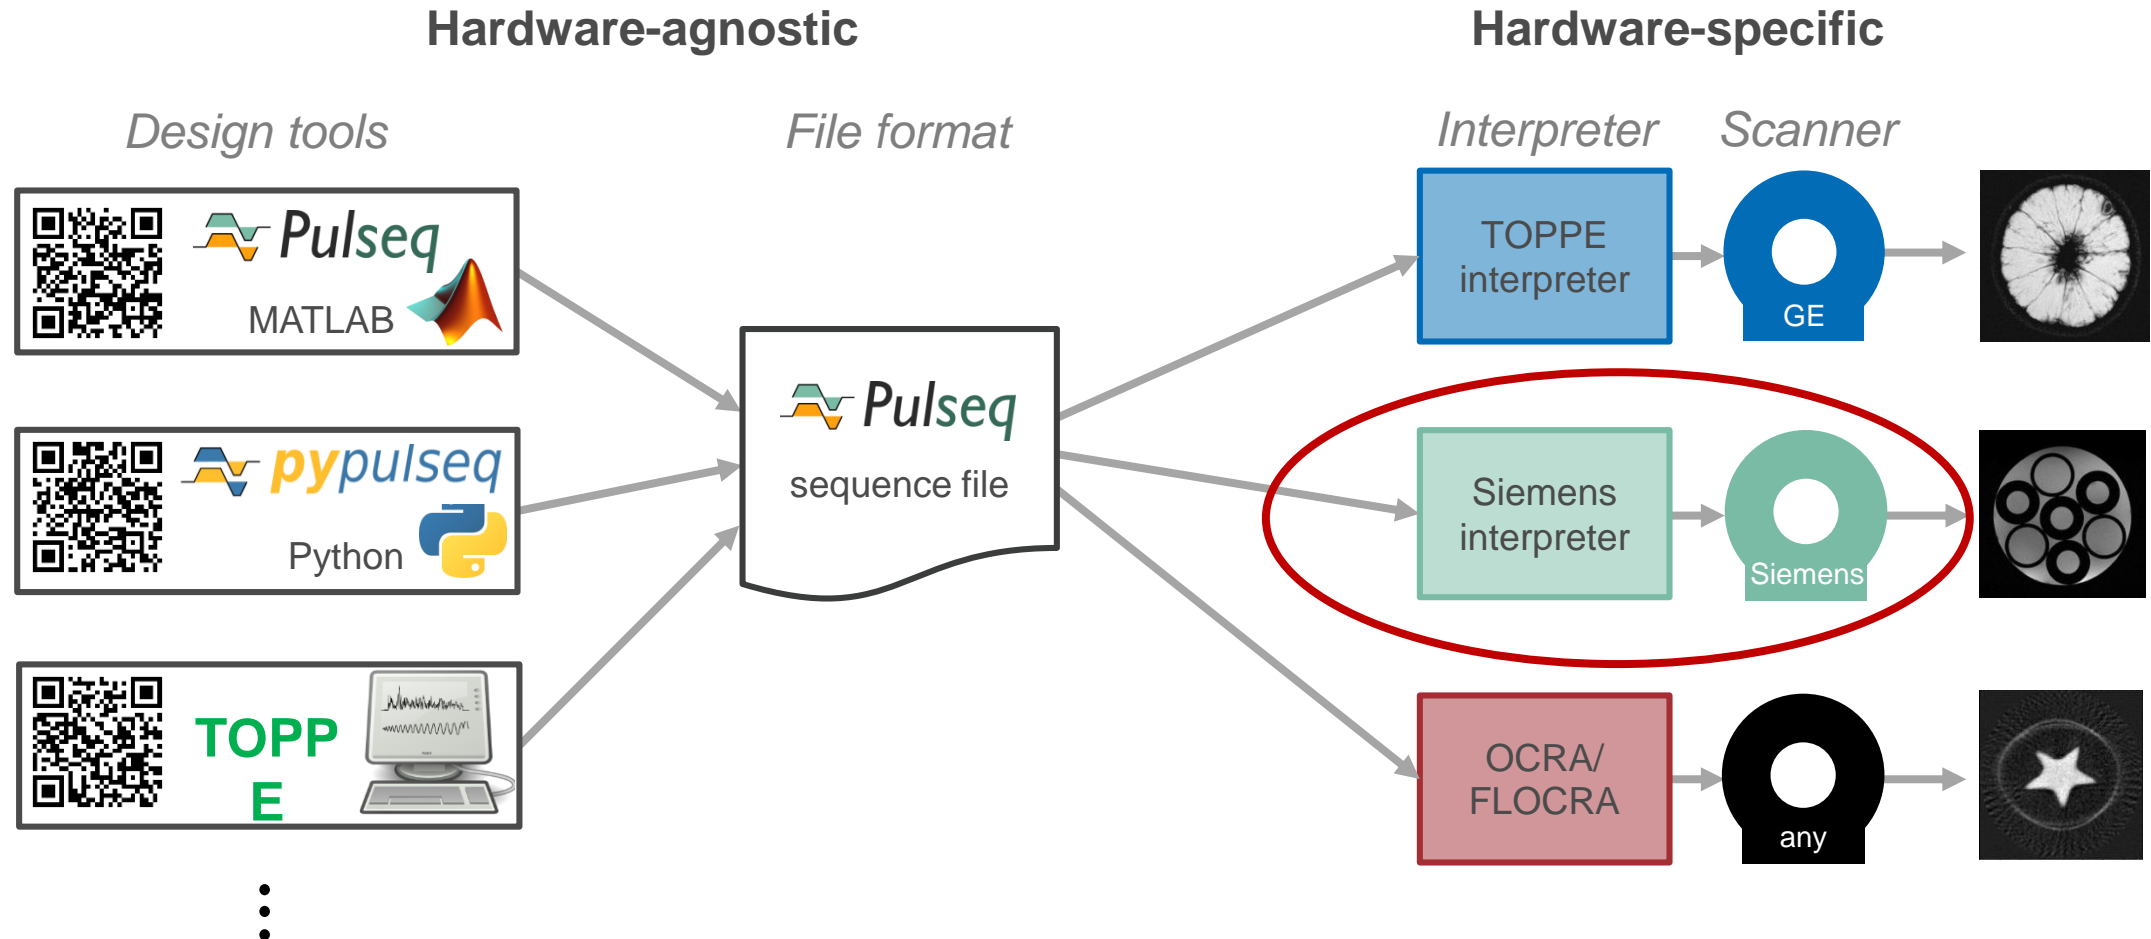 Hardware-agnostic
Hardware-specific
Design tools
File format
Interpreter
Scanner
Pulseq
MATLAB
pypulseq
Python
TOPP
E
Pulseq
sequence file
TOPPE
interpreter
GE
Siemens
interpreter
Siemens
OCRA/
FLOCRA
any